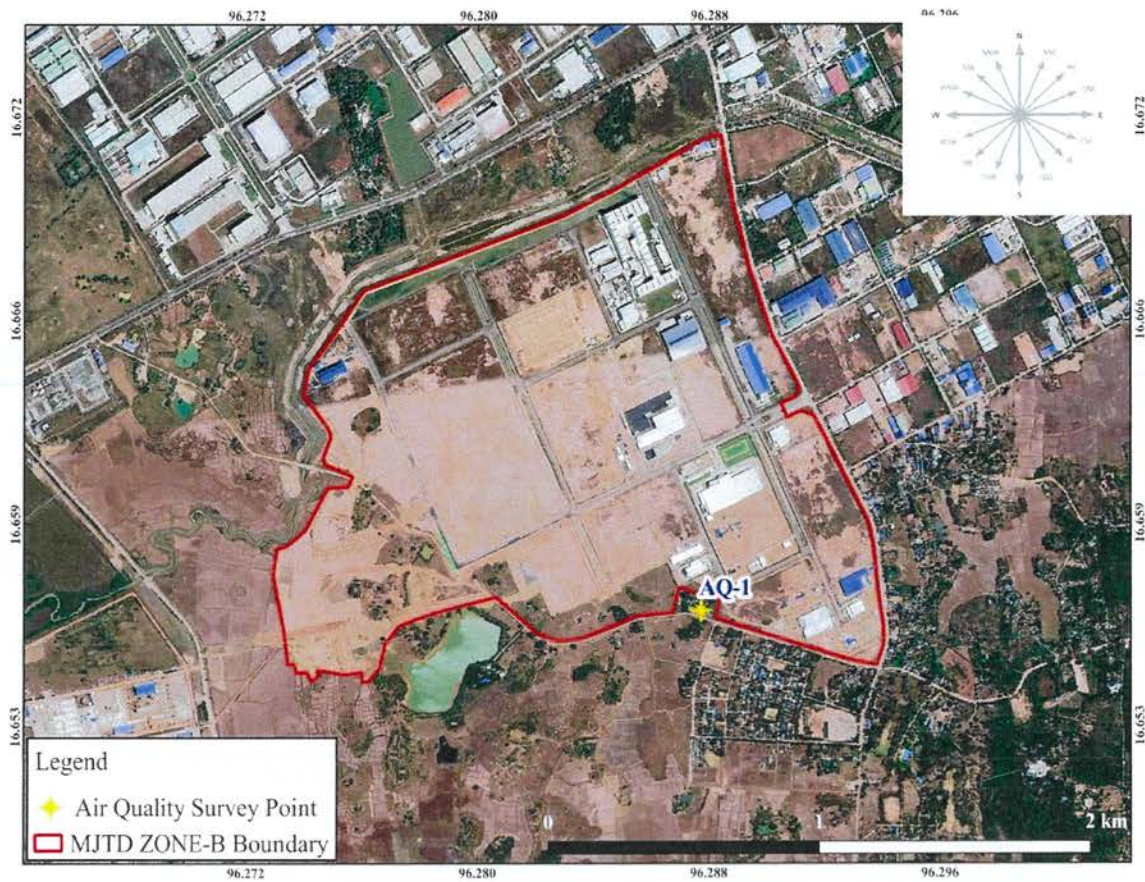 96.272 96.280 96.288 96.296
N
W E
S
16.672 16.672
16.666 16.666
16.659 16.659
AQ-1
16.653 16.653
Legend
Air Quality Survey Point
MJTD ZONE-B Boundary
0 1 2 km
96.272 96.280 96.288 96.296